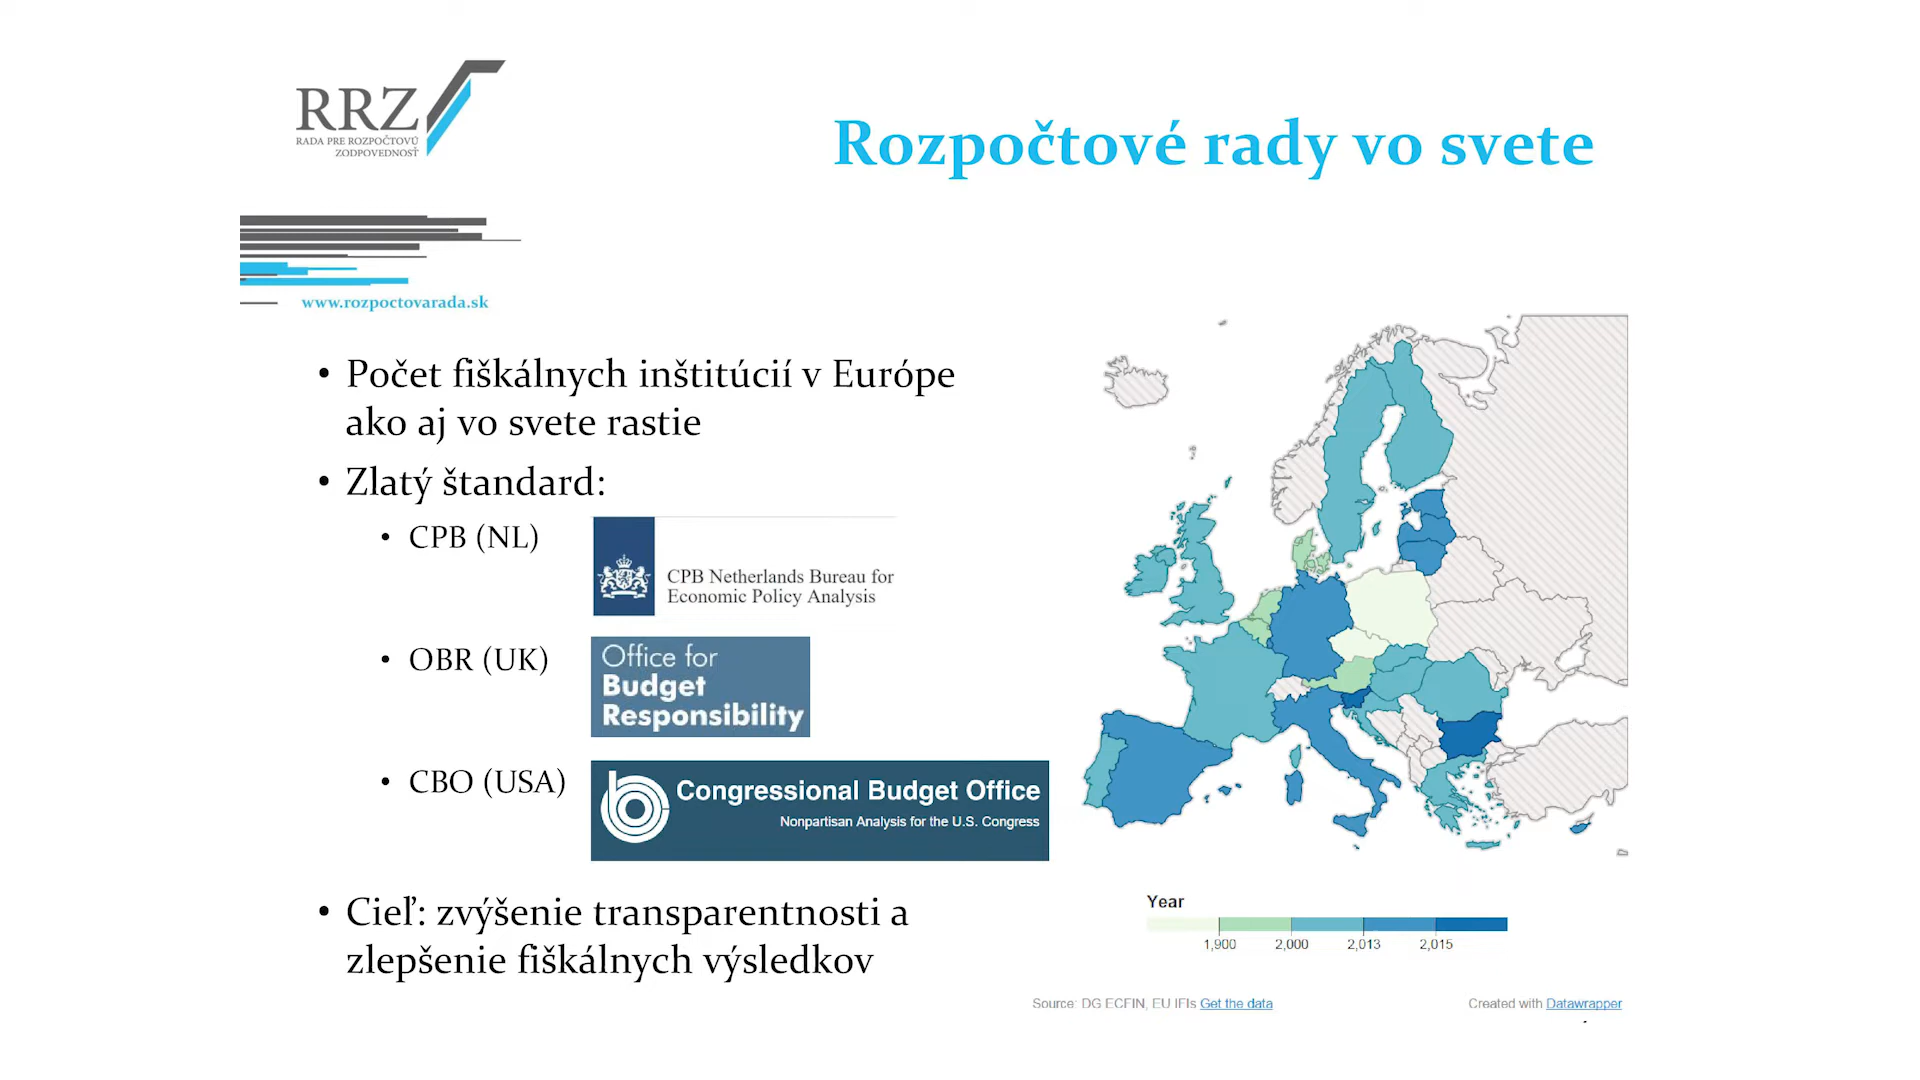 RRZ
RADA PRE ROZPOČTOVÚ
ZODPOVEDNOSŤ
Rozpočtové rady vo svete
www.rozpoctovarada.sk
• Počet fiškálnych inštitúcií v Európe
ako aj vo svete rastie
• Zlatý štandard:
• CPB (NL)
CPB Netherlands Bureau for
Economic Policy Analysis
• OBR (UK)
Office for
Budget
Responsibility
• CBO (USA)
Congressional Budget Office
Nonpartisan Analysis for the U.S. Congress
• Cieľ: zvýšenie transparentnosti a
zlepšenie fiškálnych výsledkov
Year
1,900 2,000 2,013 2,015
Source: DG ECFIN, EU IFIs Get the data
Created with Datawrapper